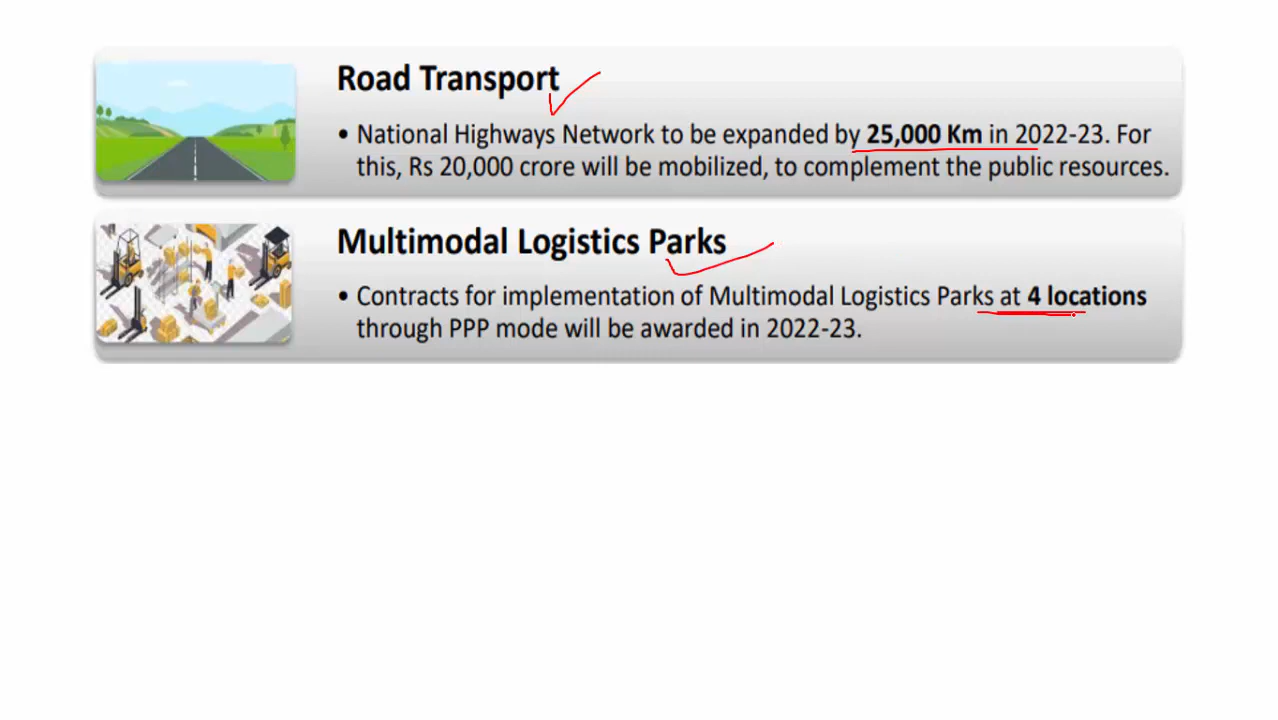 Road Transport
• National Highways Network to be expanded by 25,000 Km in 2022-23. For
this, Rs 20,000 crore will be mobilized, to complement the public resources.
Multimodal Logistics Parks
• Contracts for implementation of Multimodal Logistics Parks at 4 locations
through PPP mode will be awarded in 2022-23.